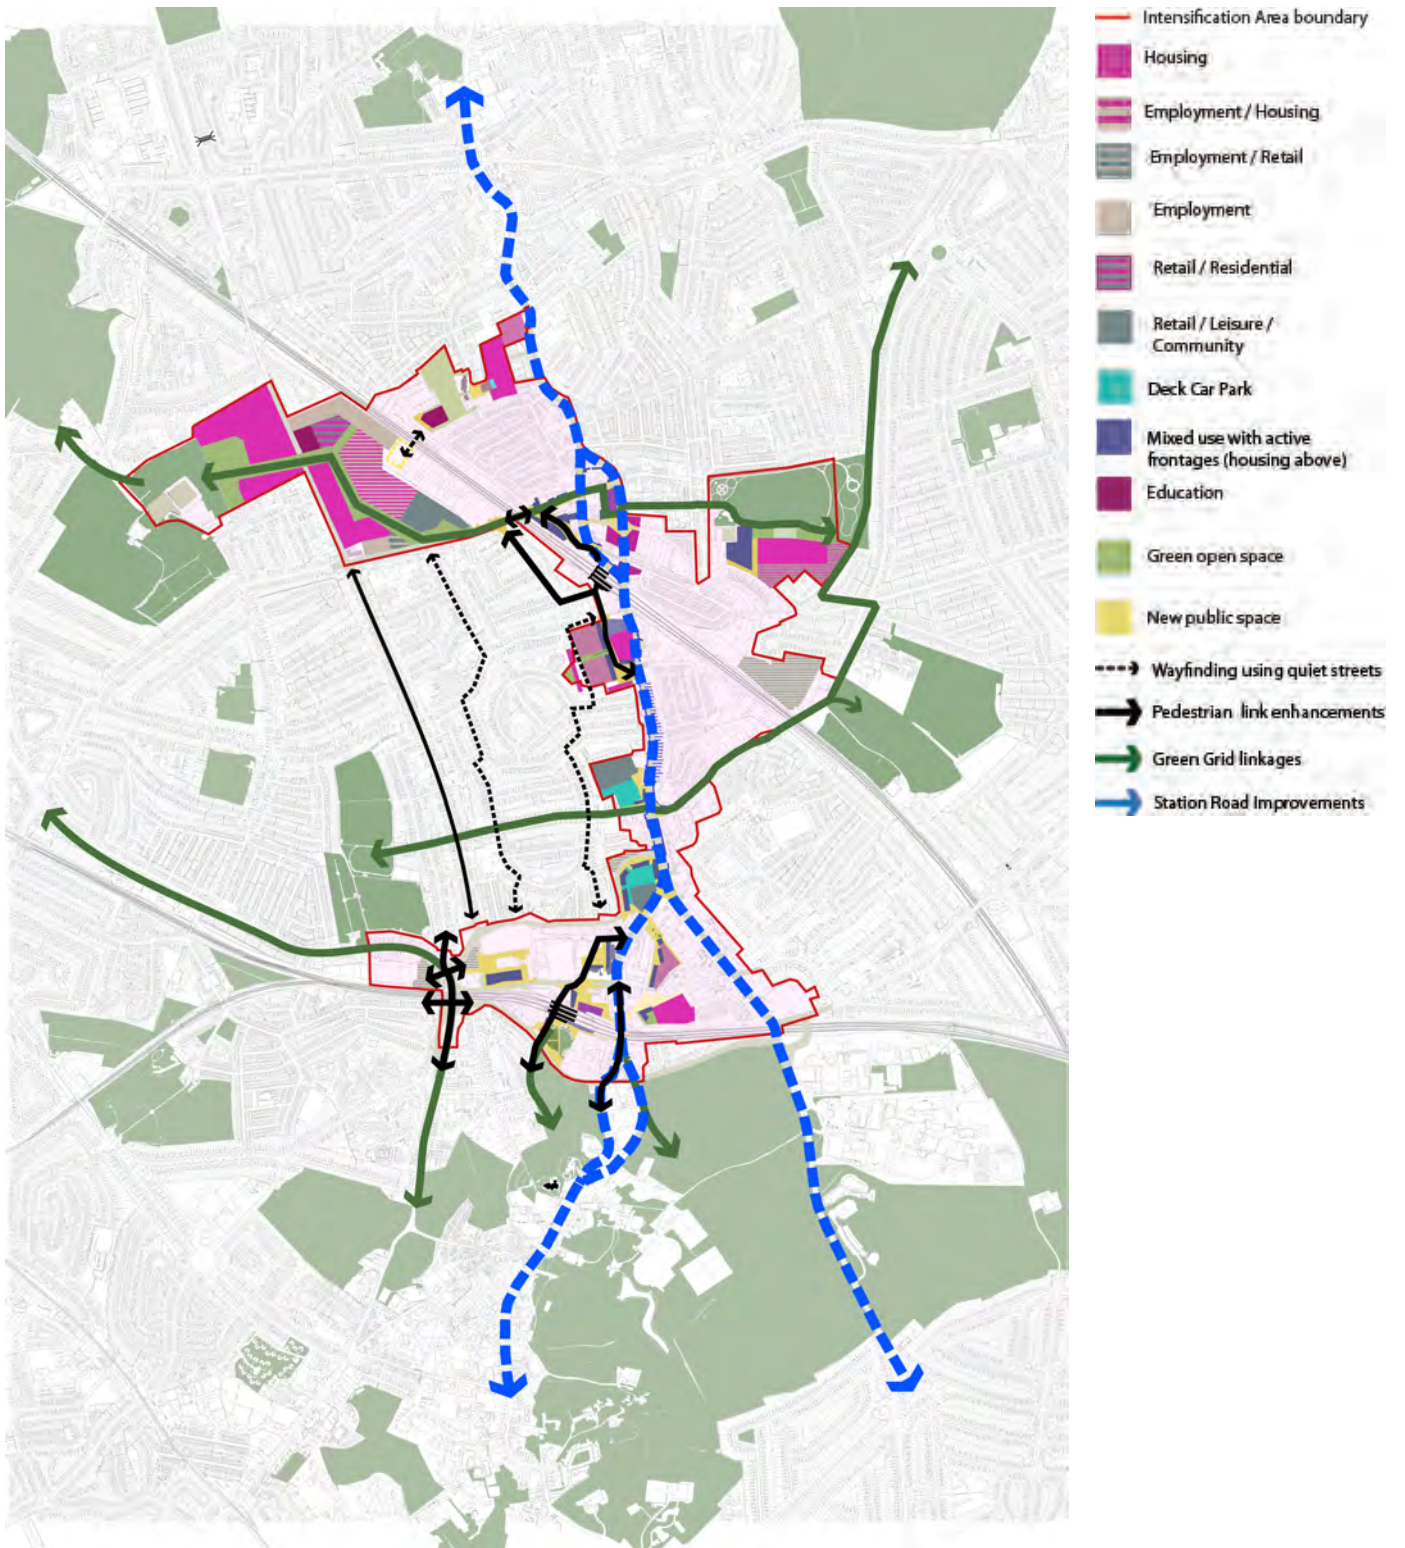 Intensification Area boundary
Housing
Employment / Housing
Employment / Retail
Employment
Retail / Residential
Retail / Leisure /
Community
Deck Car Park
Mixed use with active
frontages (housing above)
Education
Green open space
New public space
Wayfinding using quiet streets
Pedestrian link enhancements
Green Grid linkages
Station Road Improvements